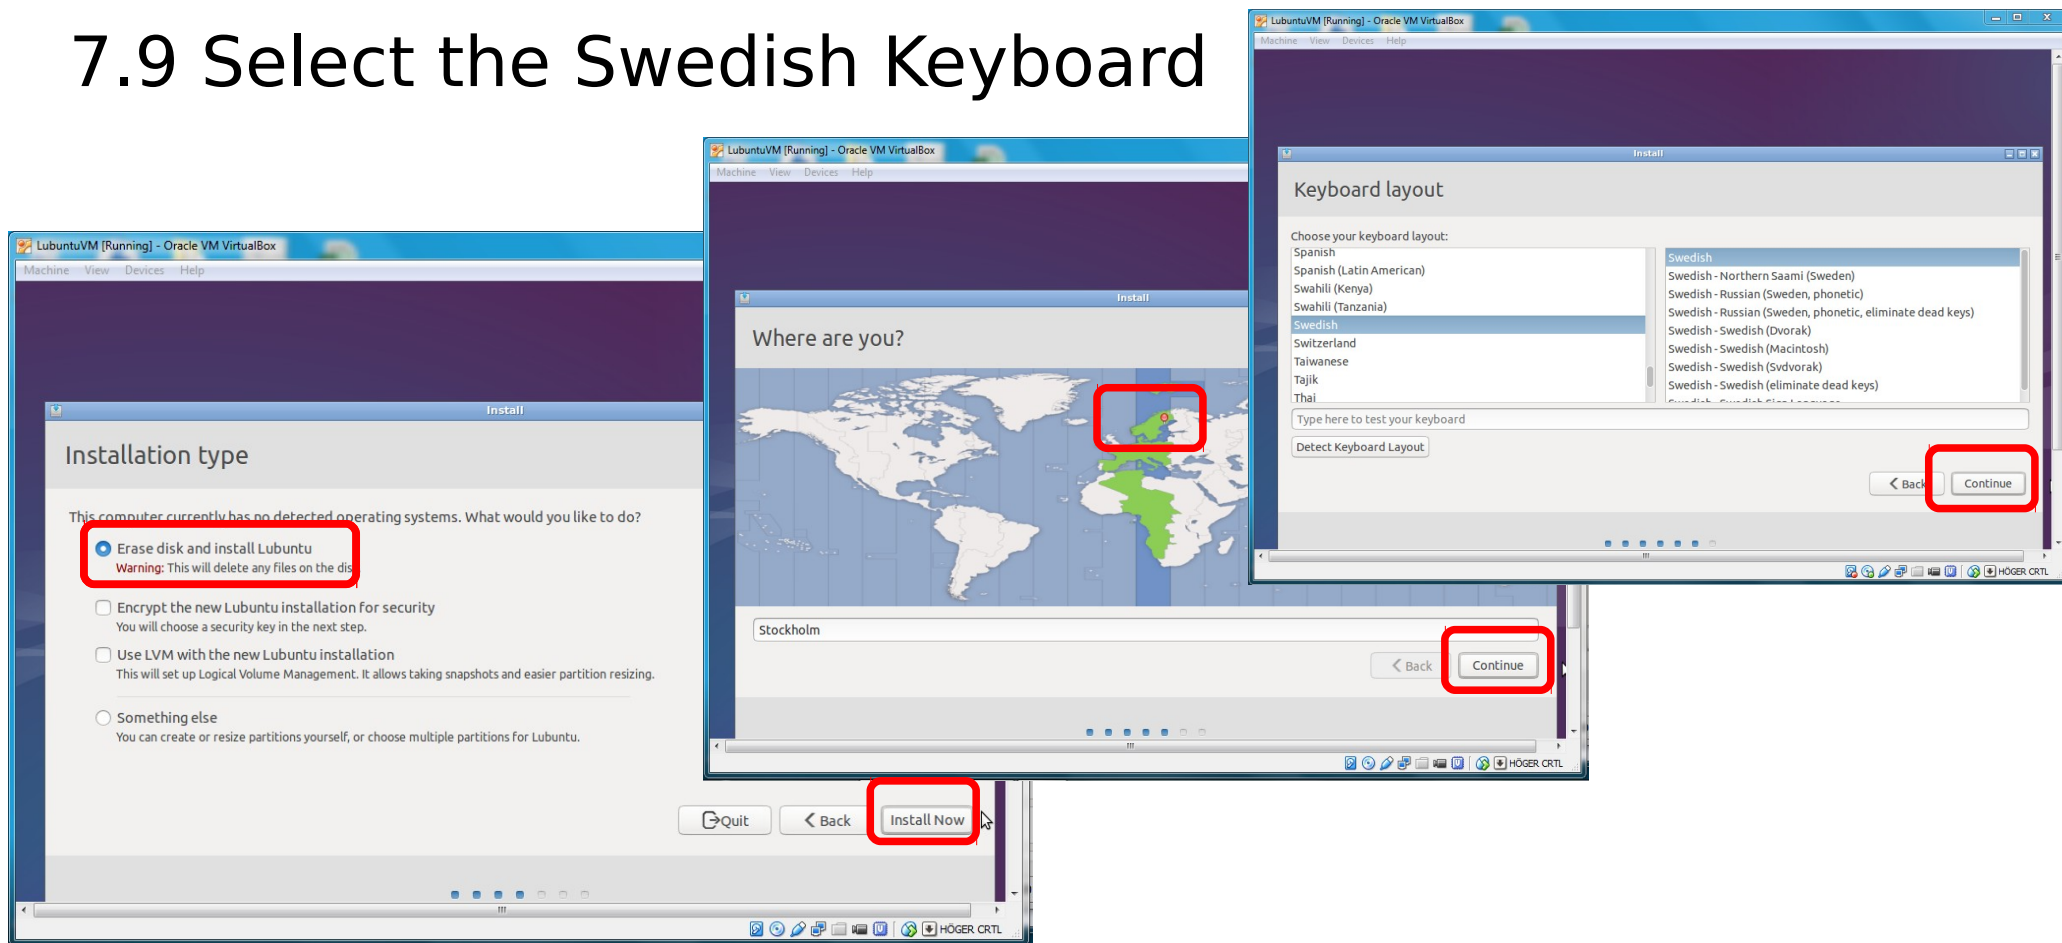 7.9 Select the Swedish Keyboard
LubuntuVM [Running] - Oracle VM VirtualBox
Machine View Devices Help
Install
Installation type
This computer currently has no detected operating systems. What would you like to do?
Erase disk and install Lubuntu
Warning: This will delete any files on the dis
Encrypt the new Lubuntu installation for security
You will choose a security key in the next step.
Use LVM with the new Lubuntu installation
This will set up Logical Volume Management. It allows taking snapshots and easier partition resizing.
Something else
You can create or resize partitions yourself, or choose multiple partitions for Lubuntu.
Quit
Back
Install Now
HÖGER CRTL
LubuntuVM [Running] - Oracle VM VirtualBox
Machine View Devices Help
Install
Where are you?
Stockholm
Back
Continue
HÖGER CRTL
LubuntuVM [Running] - Oracle VM VirtualBox
Machine View Devices Help
Install
Keyboard layout
Choose your keyboard layout:
Spanish
Spanish (Latin American)
Swahili (Kenya)
Swahili (Tanzania)
Swedish
Switzerland
Taiwanese
Tajik
Thai
Swedish
Swedish - Northern Saami (Sweden)
Swedish - Russian (Sweden, phonetic)
Swedish - Russian (Sweden, phonetic, eliminate dead keys)
Swedish - Swedish (Dvorak)
Swedish - Swedish (Macintosh)
Swedish - Swedish (Svdvorak)
Swedish - Swedish (eliminate dead keys)
Swedish - Swedish Sign Language
Type here to test your keyboard
Detect Keyboard Layout
Back
Continue
HÖGER CRTL